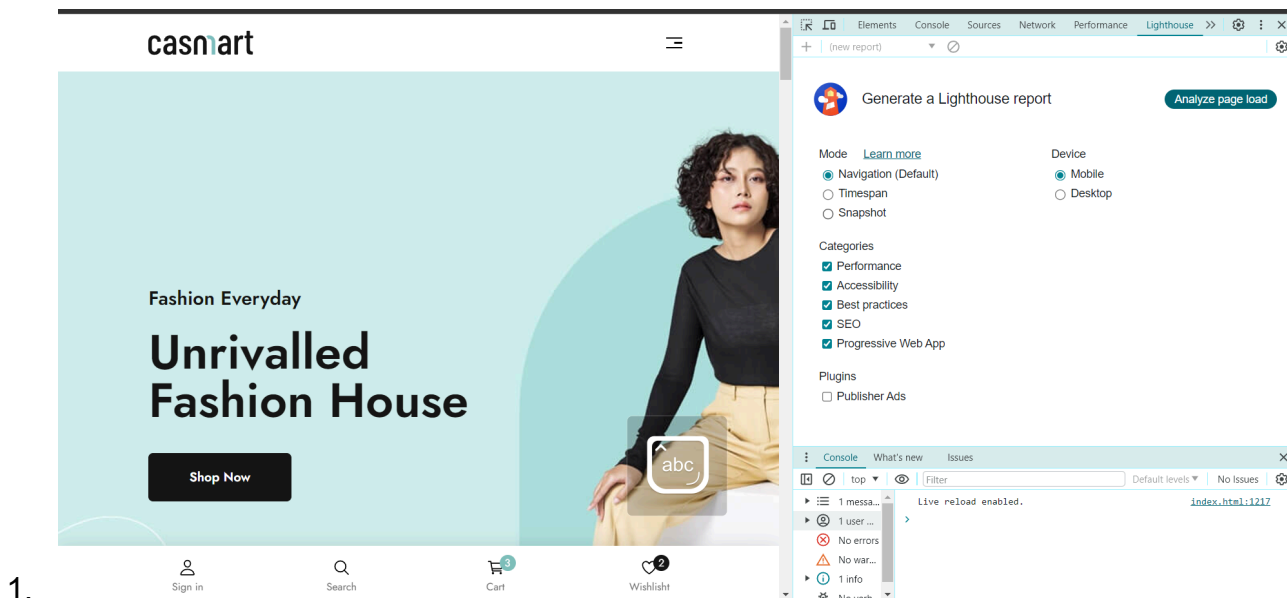 casmart
Fashion Everyday
Unrivalled
Fashion House
Shop Now
abc
Sign in
Search
3
Cart
2
Wishlisht
1.
Elements Console Sources Network Performance Lighthouse
(new report)
Generate a Lighthouse report
Analyze page load
Mode Learn more
Device
Navigation (Default)
Mobile
Timespan
Desktop
Snapshot
Categories
Performance
Accessibility
Best practices
SEO
Progressive Web App
Plugins
Publisher Ads
Console What's new Issues
top Filter Default levels No Issues
1 messa...
Live reload enabled. index.html:1217
1 user ...
No errors
No war...
1 info